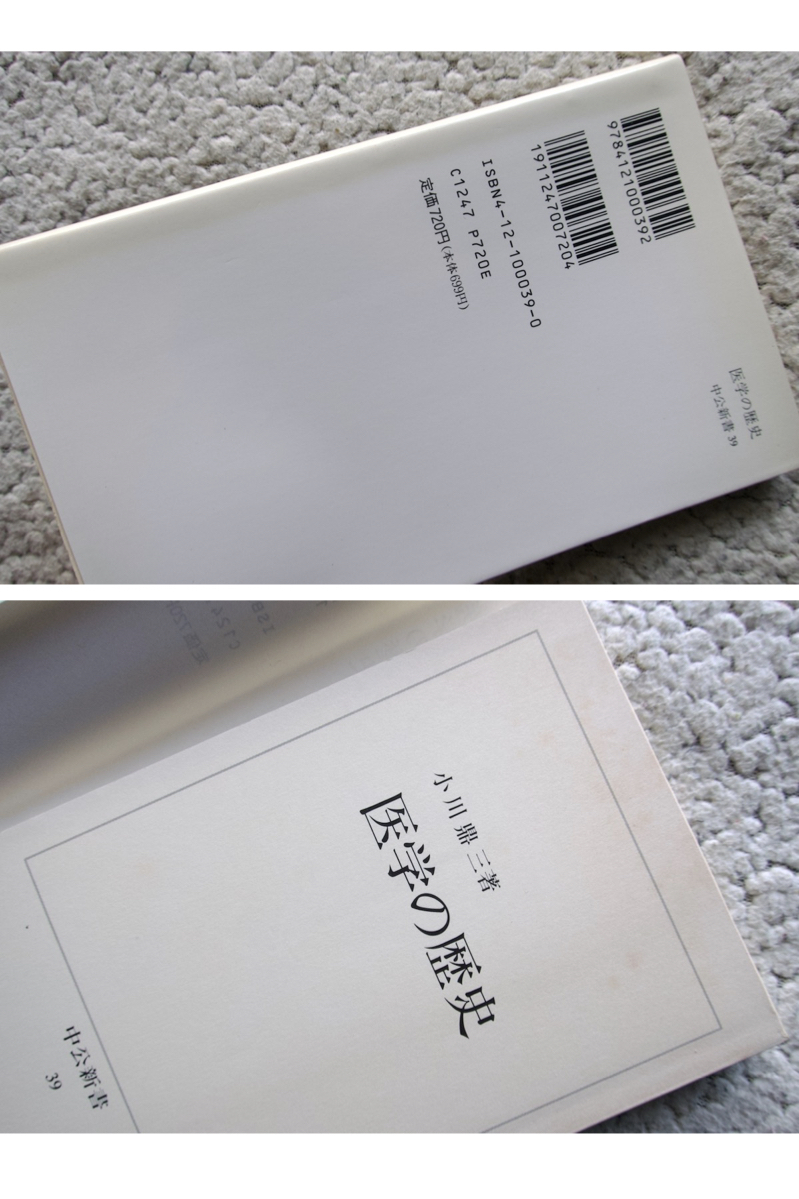 9784121000392
1911247007204
ISBN4-12-100039-0
C1247 P720E
定価720円(本体699円)
医学の歴史
中公新書 39
小川鼎三著
医学の歴史
中公新書
39